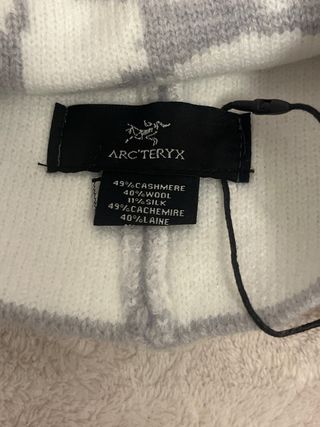 ARC'TERYX
49%CASHMERE
40%WOOL
11%SILK
49%CACHEMIRE
40%LAINE